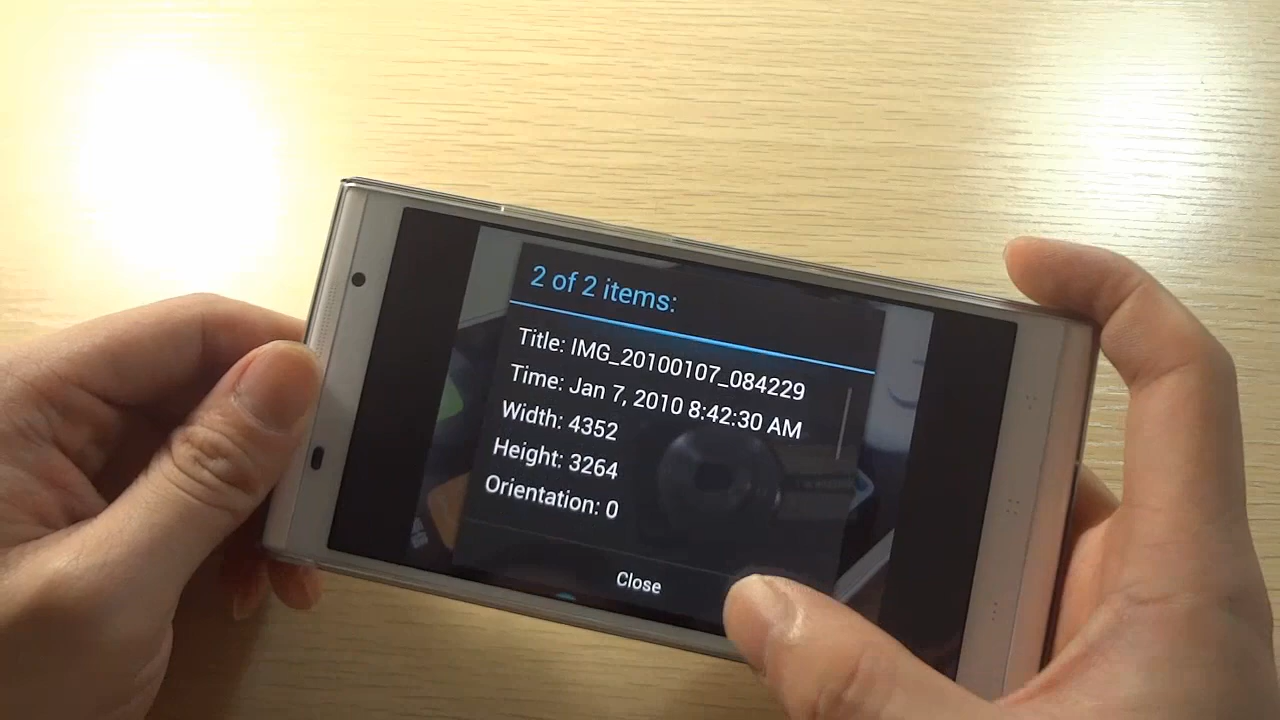 2 of 2 items:
Title: IMG_20100107_084229
Time: Jan 7, 2010 8:42:30 AM
Width: 4352
Height: 3264
Orientation: 0
Close